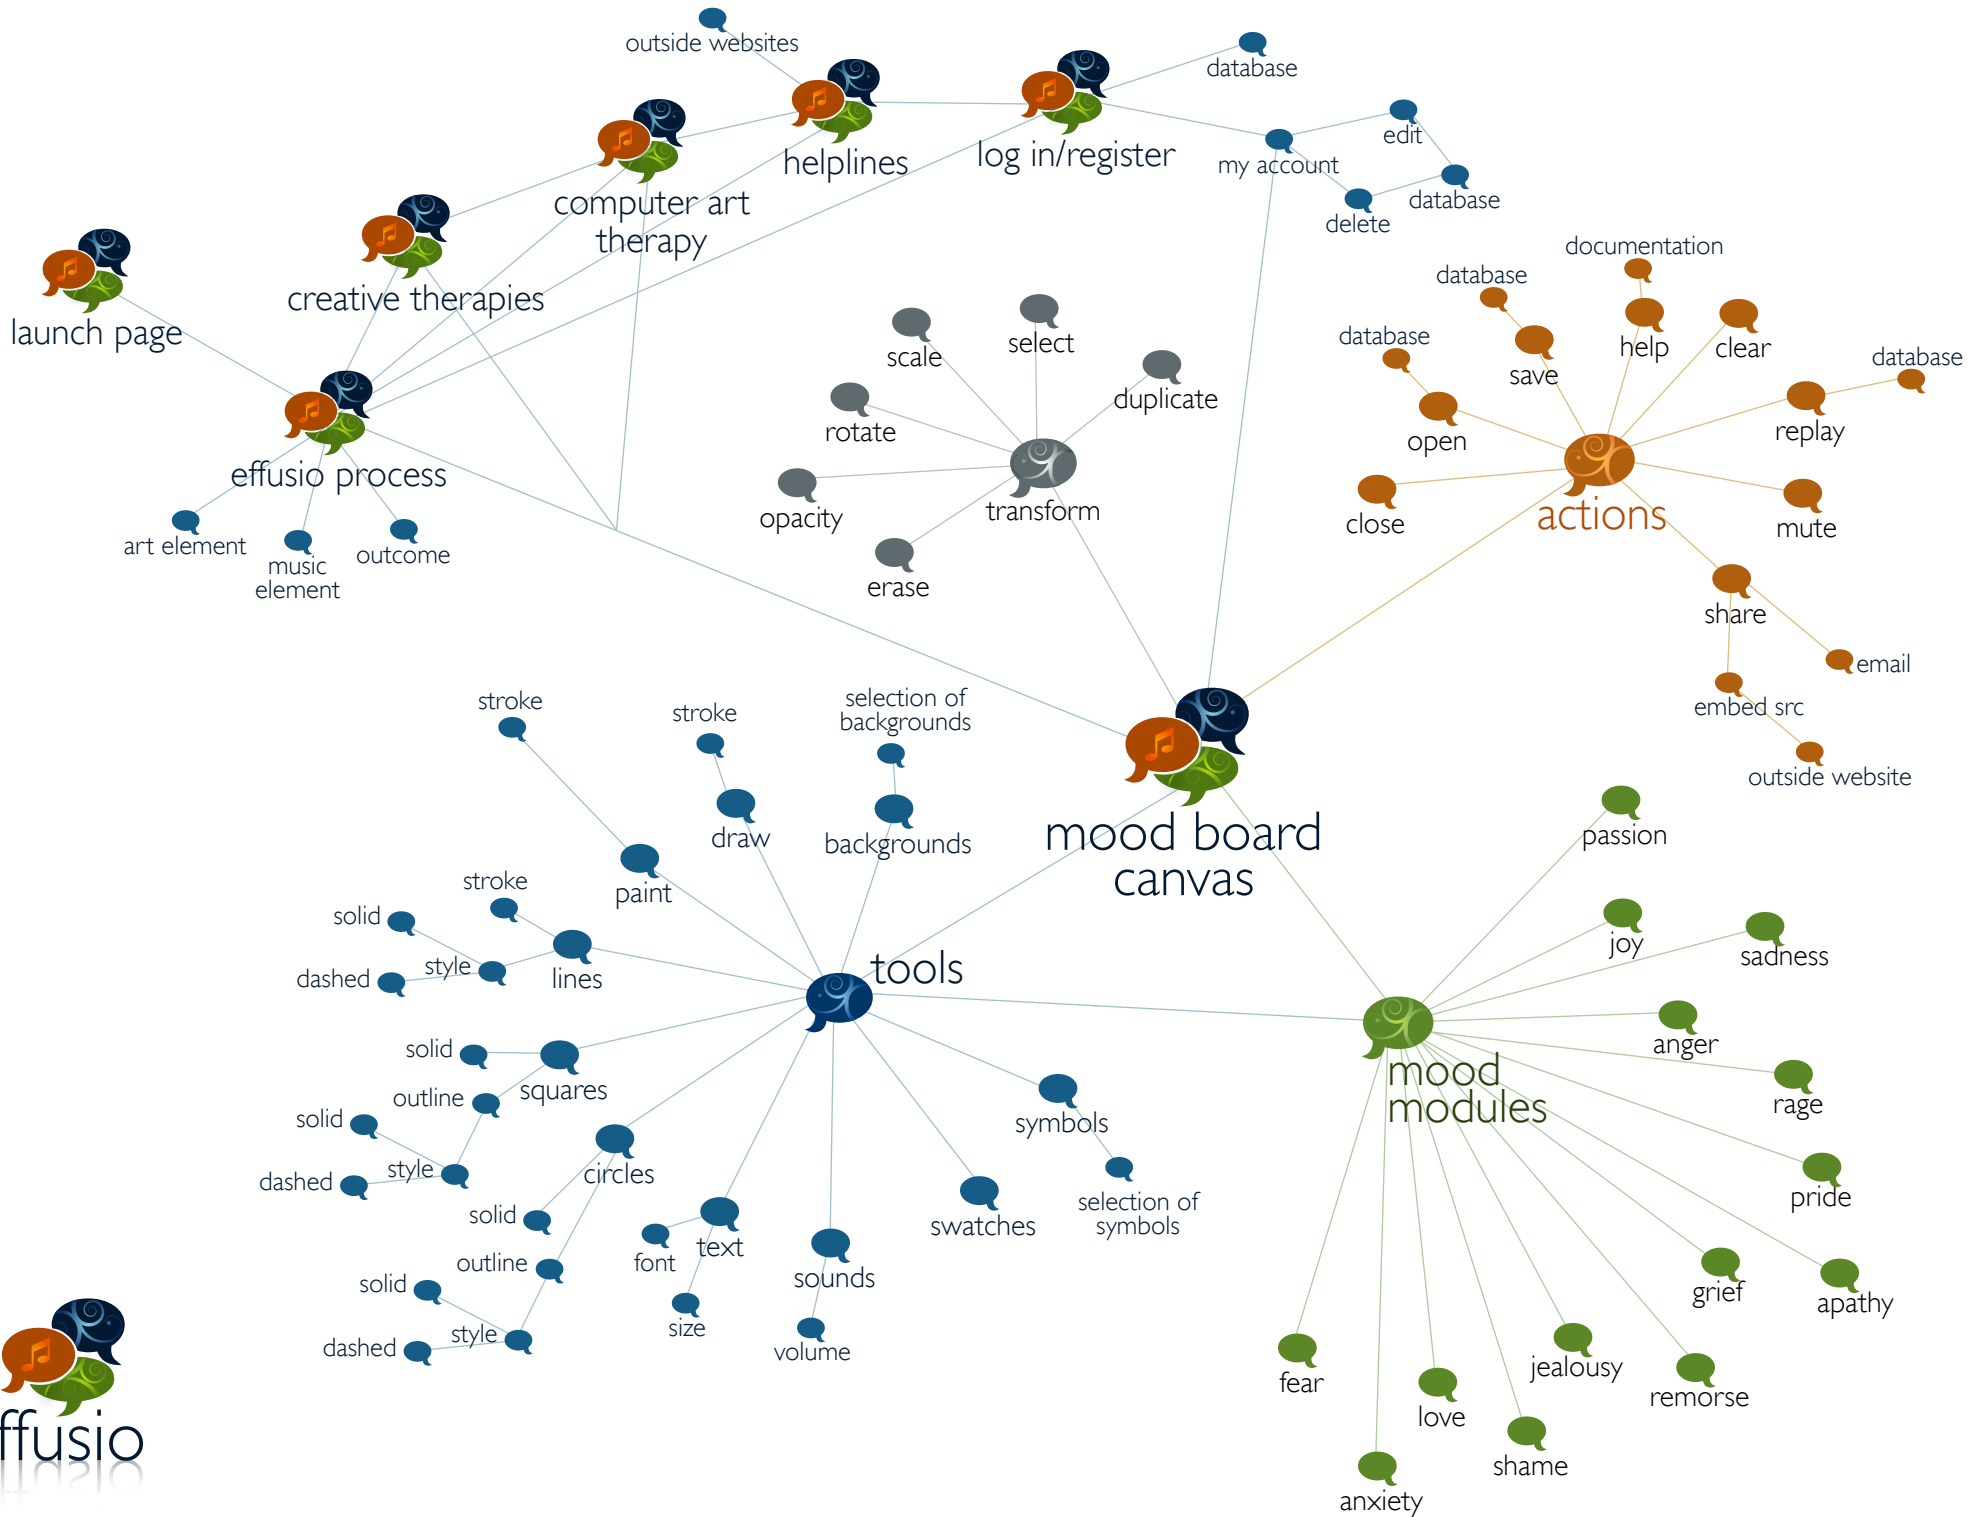 outside websites
database
helplines
log in/register
edit
my account
database
delete
computer art
therapy
creative therapies
launch page
effusio process
art element
music
element
outcome
scale
select
duplicate
rotate
opacity
transform
erase
documentation
database
database
help
clear
database
save
open
replay
close
actions
mute
share
email
embed src
outside website
stroke
stroke
selection of
backgrounds
draw
backgrounds
paint
mood board
canvas
stroke
solid
style
dashed
lines
tools
solid
squares
outline
solid
style
dashed
circles
solid
outline
solid
style
dashed
font
text
size
sounds
volume
swatches
symbols
selection of
symbols
passion
joy
sadness
anger
mood
modules
rage
pride
grief
apathy
jealousy
remorse
fear
love
shame
anxiety
ffusio